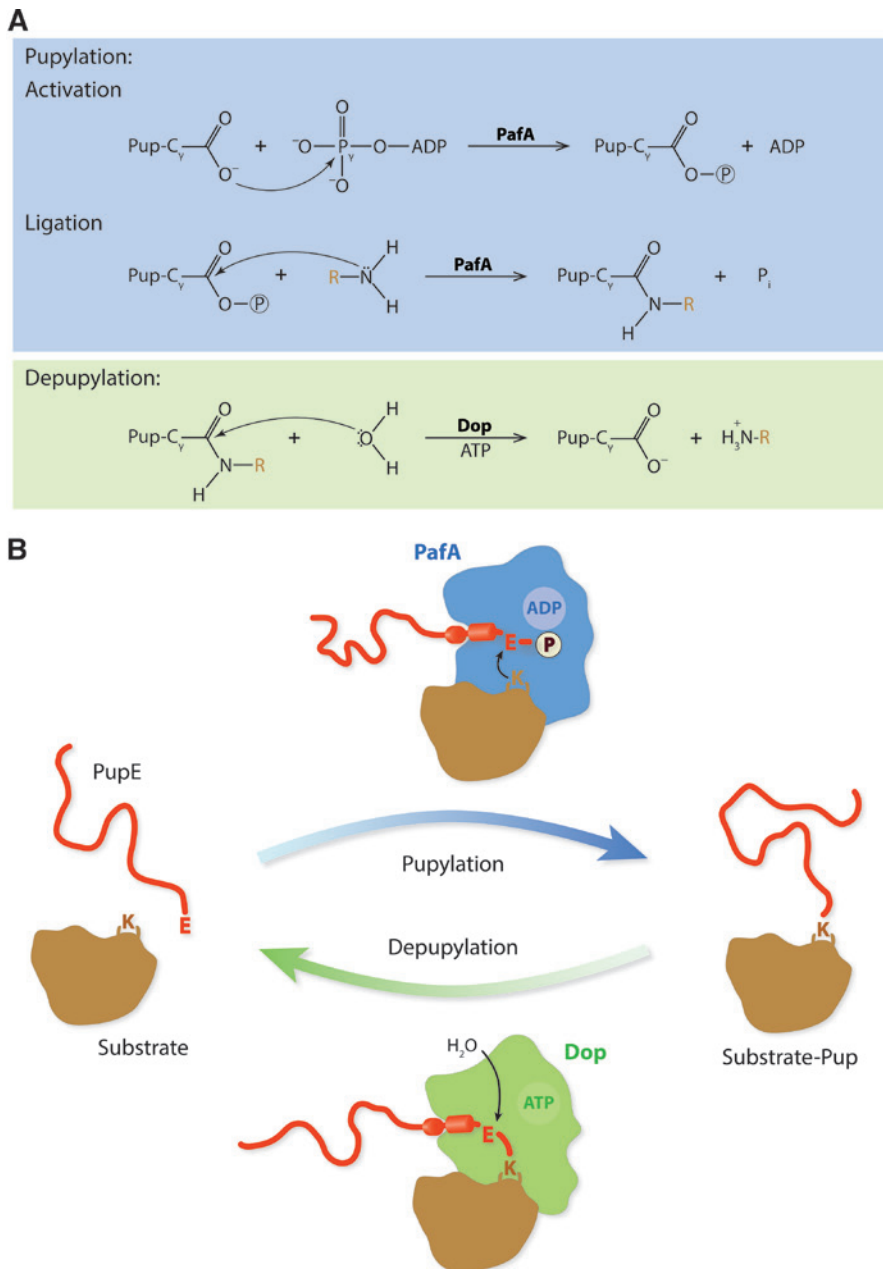 A
Pupylation:
Activation
Pup-Cγ O O⁻ + ⁻O O P γ O⁻ O ADP PafA Pup-Cγ O O P + ADP
Ligation
Pup-Cγ O O P + R N H H PafA Pup-Cγ O N R H + Pi
Depupylation:
Pup-Cγ O N R H + O H H Dop ATP Pup-Cγ O O⁻ + H3N+ R
B
PafA
ADP
E P
K
PupE
K E
Substrate
Pupylation
Depupylation
K
Substrate-Pup
H₂O
Dop
ATP
E
K